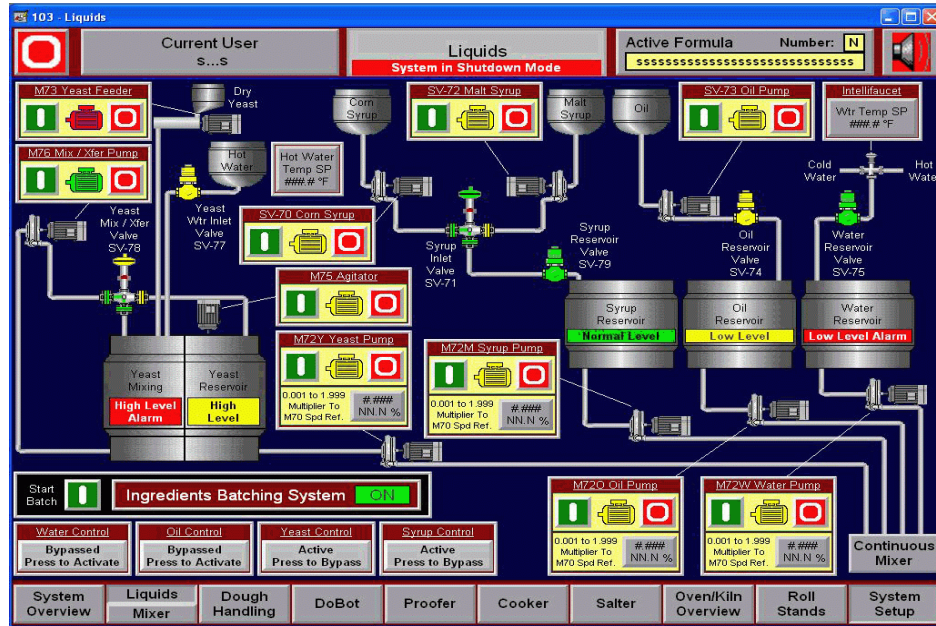 103 - Liquids
Current User
s...s
Liquids
System in Shutdown Mode
Active Formula
Number:
N
ssssssssssssssssssssssssssssss
M73 Yeast Feeder
Dry
Yeast
Corn
Syrup
SV-72 Malt Syrup
Malt
Syrup
Oil
SV-73 Oil Pump
Intellifaucet
Wtr Temp SP
###.# °F
M76 Mix / Xfer Pump
Hot
Water
Hot Water
Temp SP
###.# °F
Cold
Water
Hot
Wate
Yeast
Mix / Xfer
Valve
SV-78
Yeast
Wtr Inlet
Valve
SV-77
SV-70 Corn Syrup
Syrup
Inlet
Valve
SV-71
Syrup
Reservoir
Valve
SV-79
Oil
Reservoir
Valve
SV-74
Water
Reservoir
Valve
SV-75
M75 Agitator
Syrup
Reservoir
Normal Level
Oil
Reservoir
Low Level
Water
Reservoir
Low Level Alarm
M72Y Yeast Pump
0.001 to 1.999
Multiplier To
M70 Spd Ref.
#.###
NN.N %
M72M Syrup Pump
0.001 to 1.999
Multiplier To
M70 Spd Ref.
#.###
NN.N %
Yeast
Mixing
High Level
Alarm
Yeast
Reservoir
High
Level
Start
Batch
Ingredients Batching System
ON
M72O Oil Pump
0.001 to 1.999
Multiplier To
M70 Spd Ref.
#.###
NN.N %
M72W Water Pump
0.001 to 1.999
Multiplier To
M70 Spd Ref.
#.###
NN.N %
Continuous
Mixer
Water Control
Bypassed
Press to Activate
Oil Control
Bypassed
Press to Activate
Yeast Control
Active
Press to Bypass
Syrup Control
Active
Press to Bypass
System
Overview
Liquids
Mixer
Dough
Handling
DoBot
Proofer
Cooker
Salter
Oven/Kiln
Overview
Roll
Stands
System
Setup